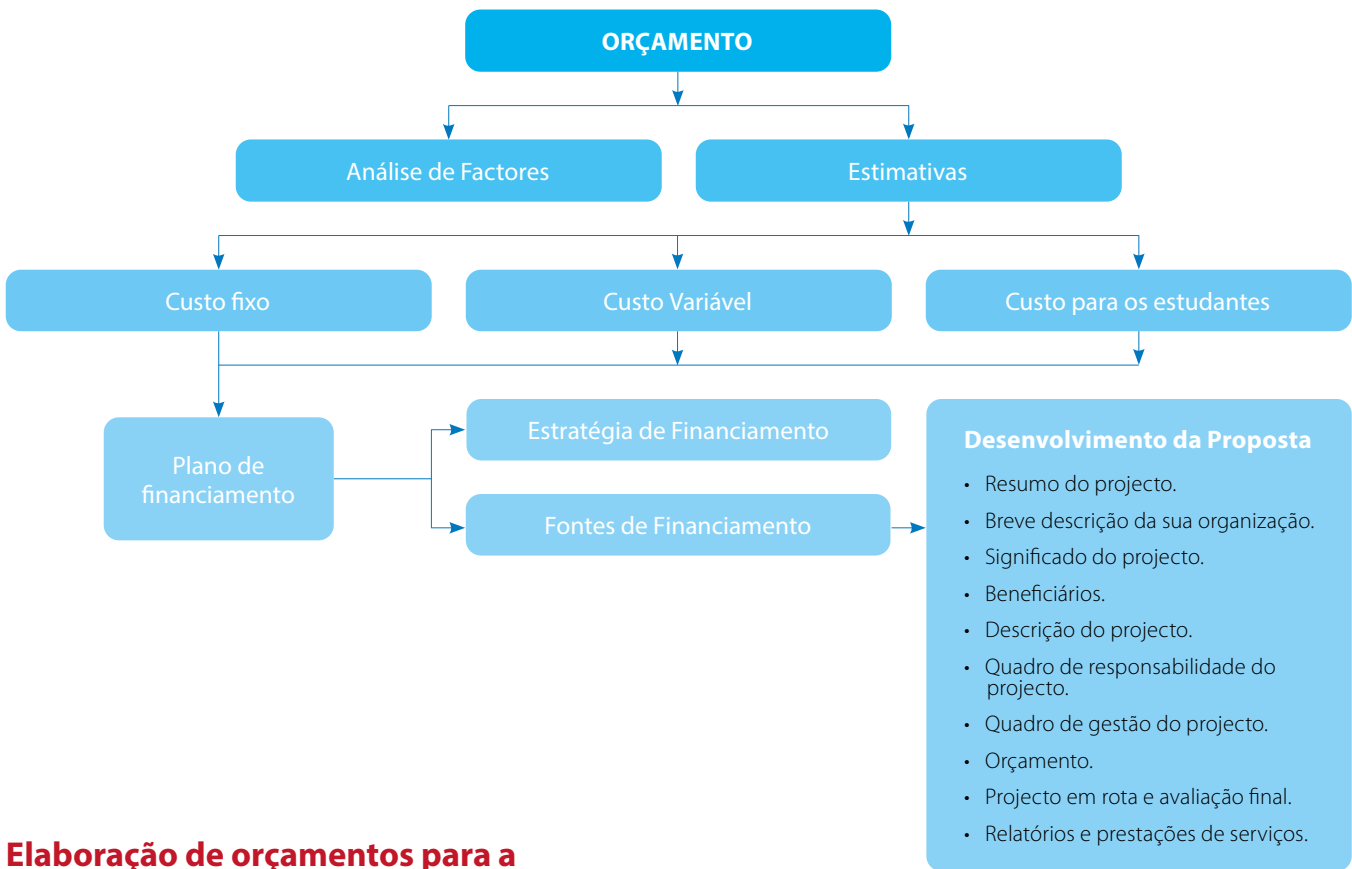 ORÇAMENTO
Análise de Factores
Estimativas
Custo fixo
Custo Variável
Custo para os estudantes
Plano de
financiamento
Estratégia de Financiamento
Fontes de Financiamento
Desenvolvimento da Proposta
• Resumo do projecto.
• Breve descrição da sua organização.
• Significado do projecto.
• Beneficiários.
• Descrição do projecto.
• Quadro de responsabilidade do
projecto.
• Quadro de gestão do projecto.
• Orçamento.
• Projecto em rota e avaliação final.
• Relatórios e prestações de serviços.
Elaboração de orçamentos para a